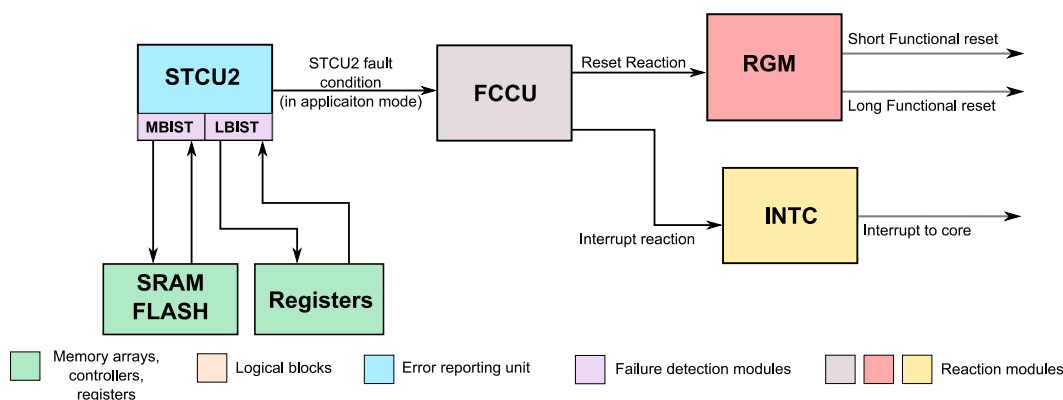 STCU2
MBIST
LBIST
STCU2 fault
condition
(in applicaiton mode)
FCCU
Reset Reaction
RGM
Short Functional reset
Long Functional reset
Interrupt reaction
INTC
Interrupt to core
SRAM
FLASH
Registers
Memory arrays,
controllers,
registers
Logical blocks
Error reporting unit
Failure detection modules
Reaction modules